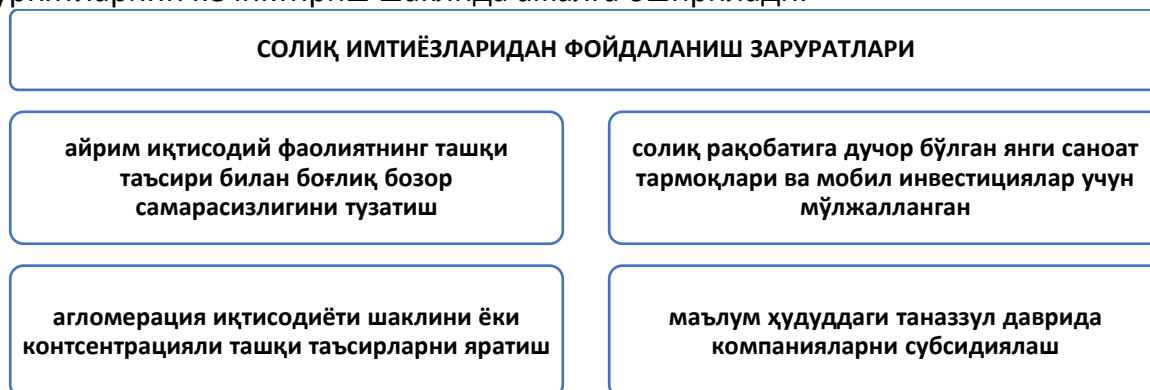 СОЛИҚ ИМТИЁЗЛАРИДАН ФОЙДАЛАНИШ ЗАРУРАТЛАРИ
айрим иқтисодий фаолиятнинг ташқи
таъсири билан боғлиқ бозор
самарасизлигини тузатиш
солиқ рақобатига дучор бўлган янги саноат
тармоқлари ва мобил инвестициялар учун
мўлжалланган
агломерация иқтисодиёти шаклини ёки
контсентрацияли ташқи таъсирларни яратиш
маълум ҳудуддаги таназзул даврида
компанияларни субсидиялаш